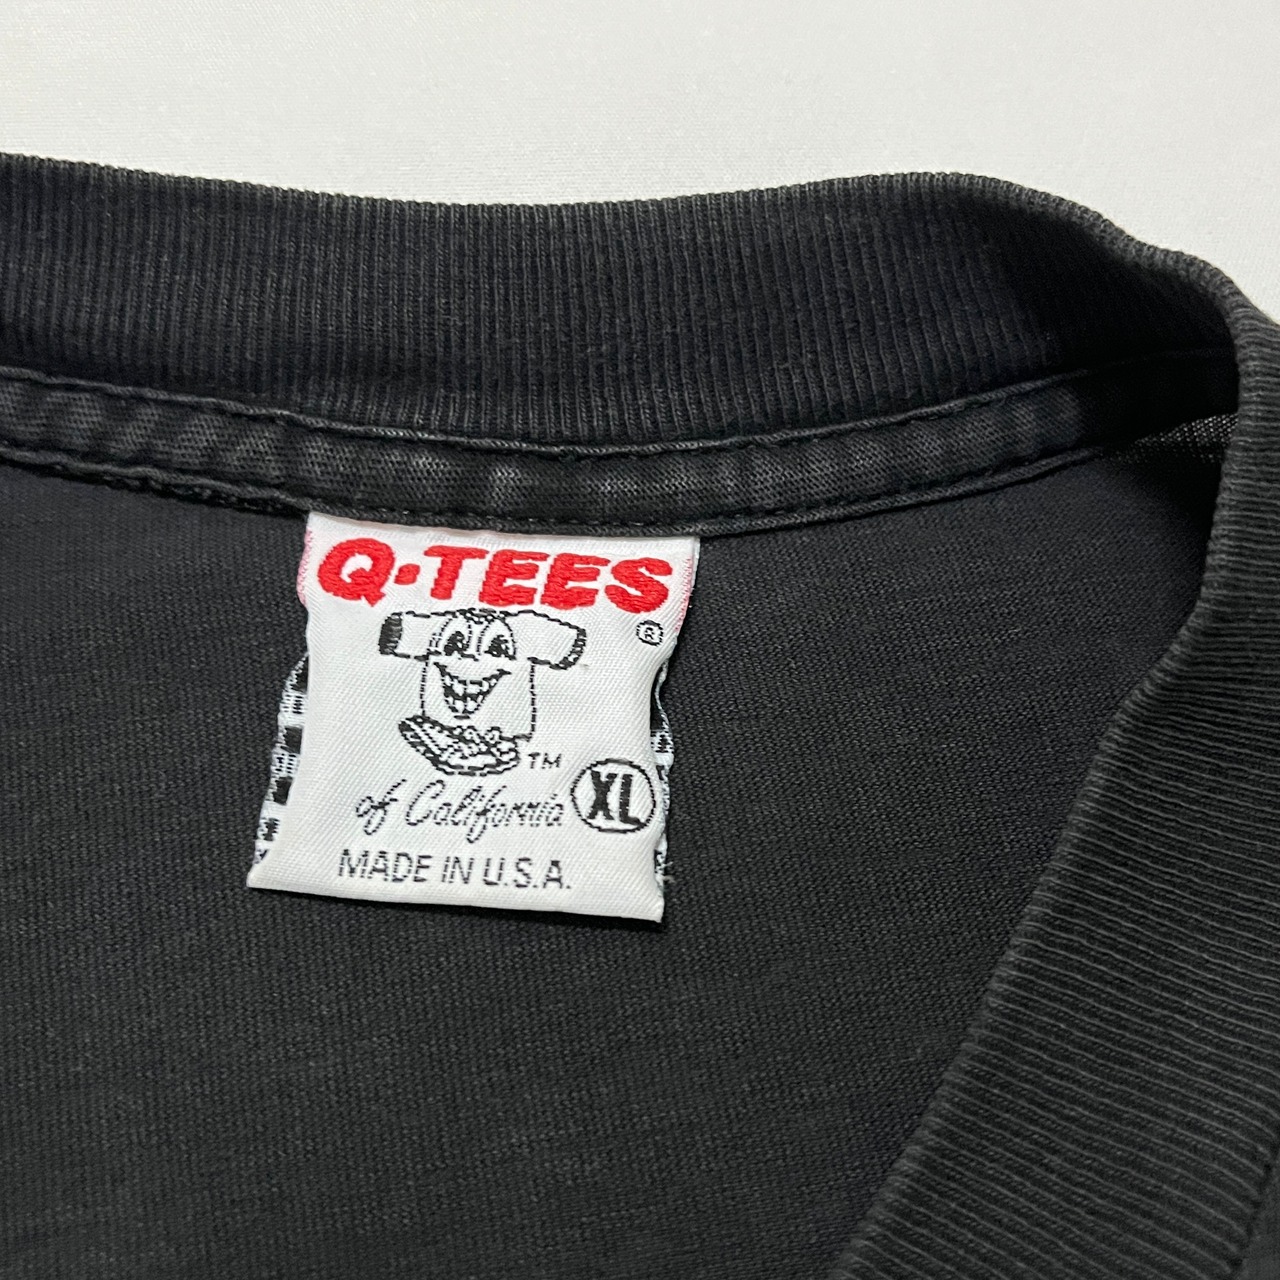 Q-TEES
®
TM
of California
XL
MADE IN U.S.A.